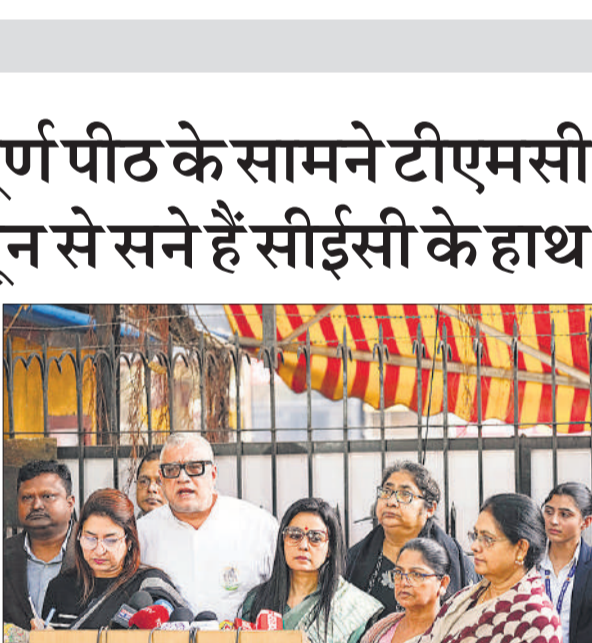 र्ण पीठ के सामने टीएमसी
न से सने हैं सीईसी के हाथ